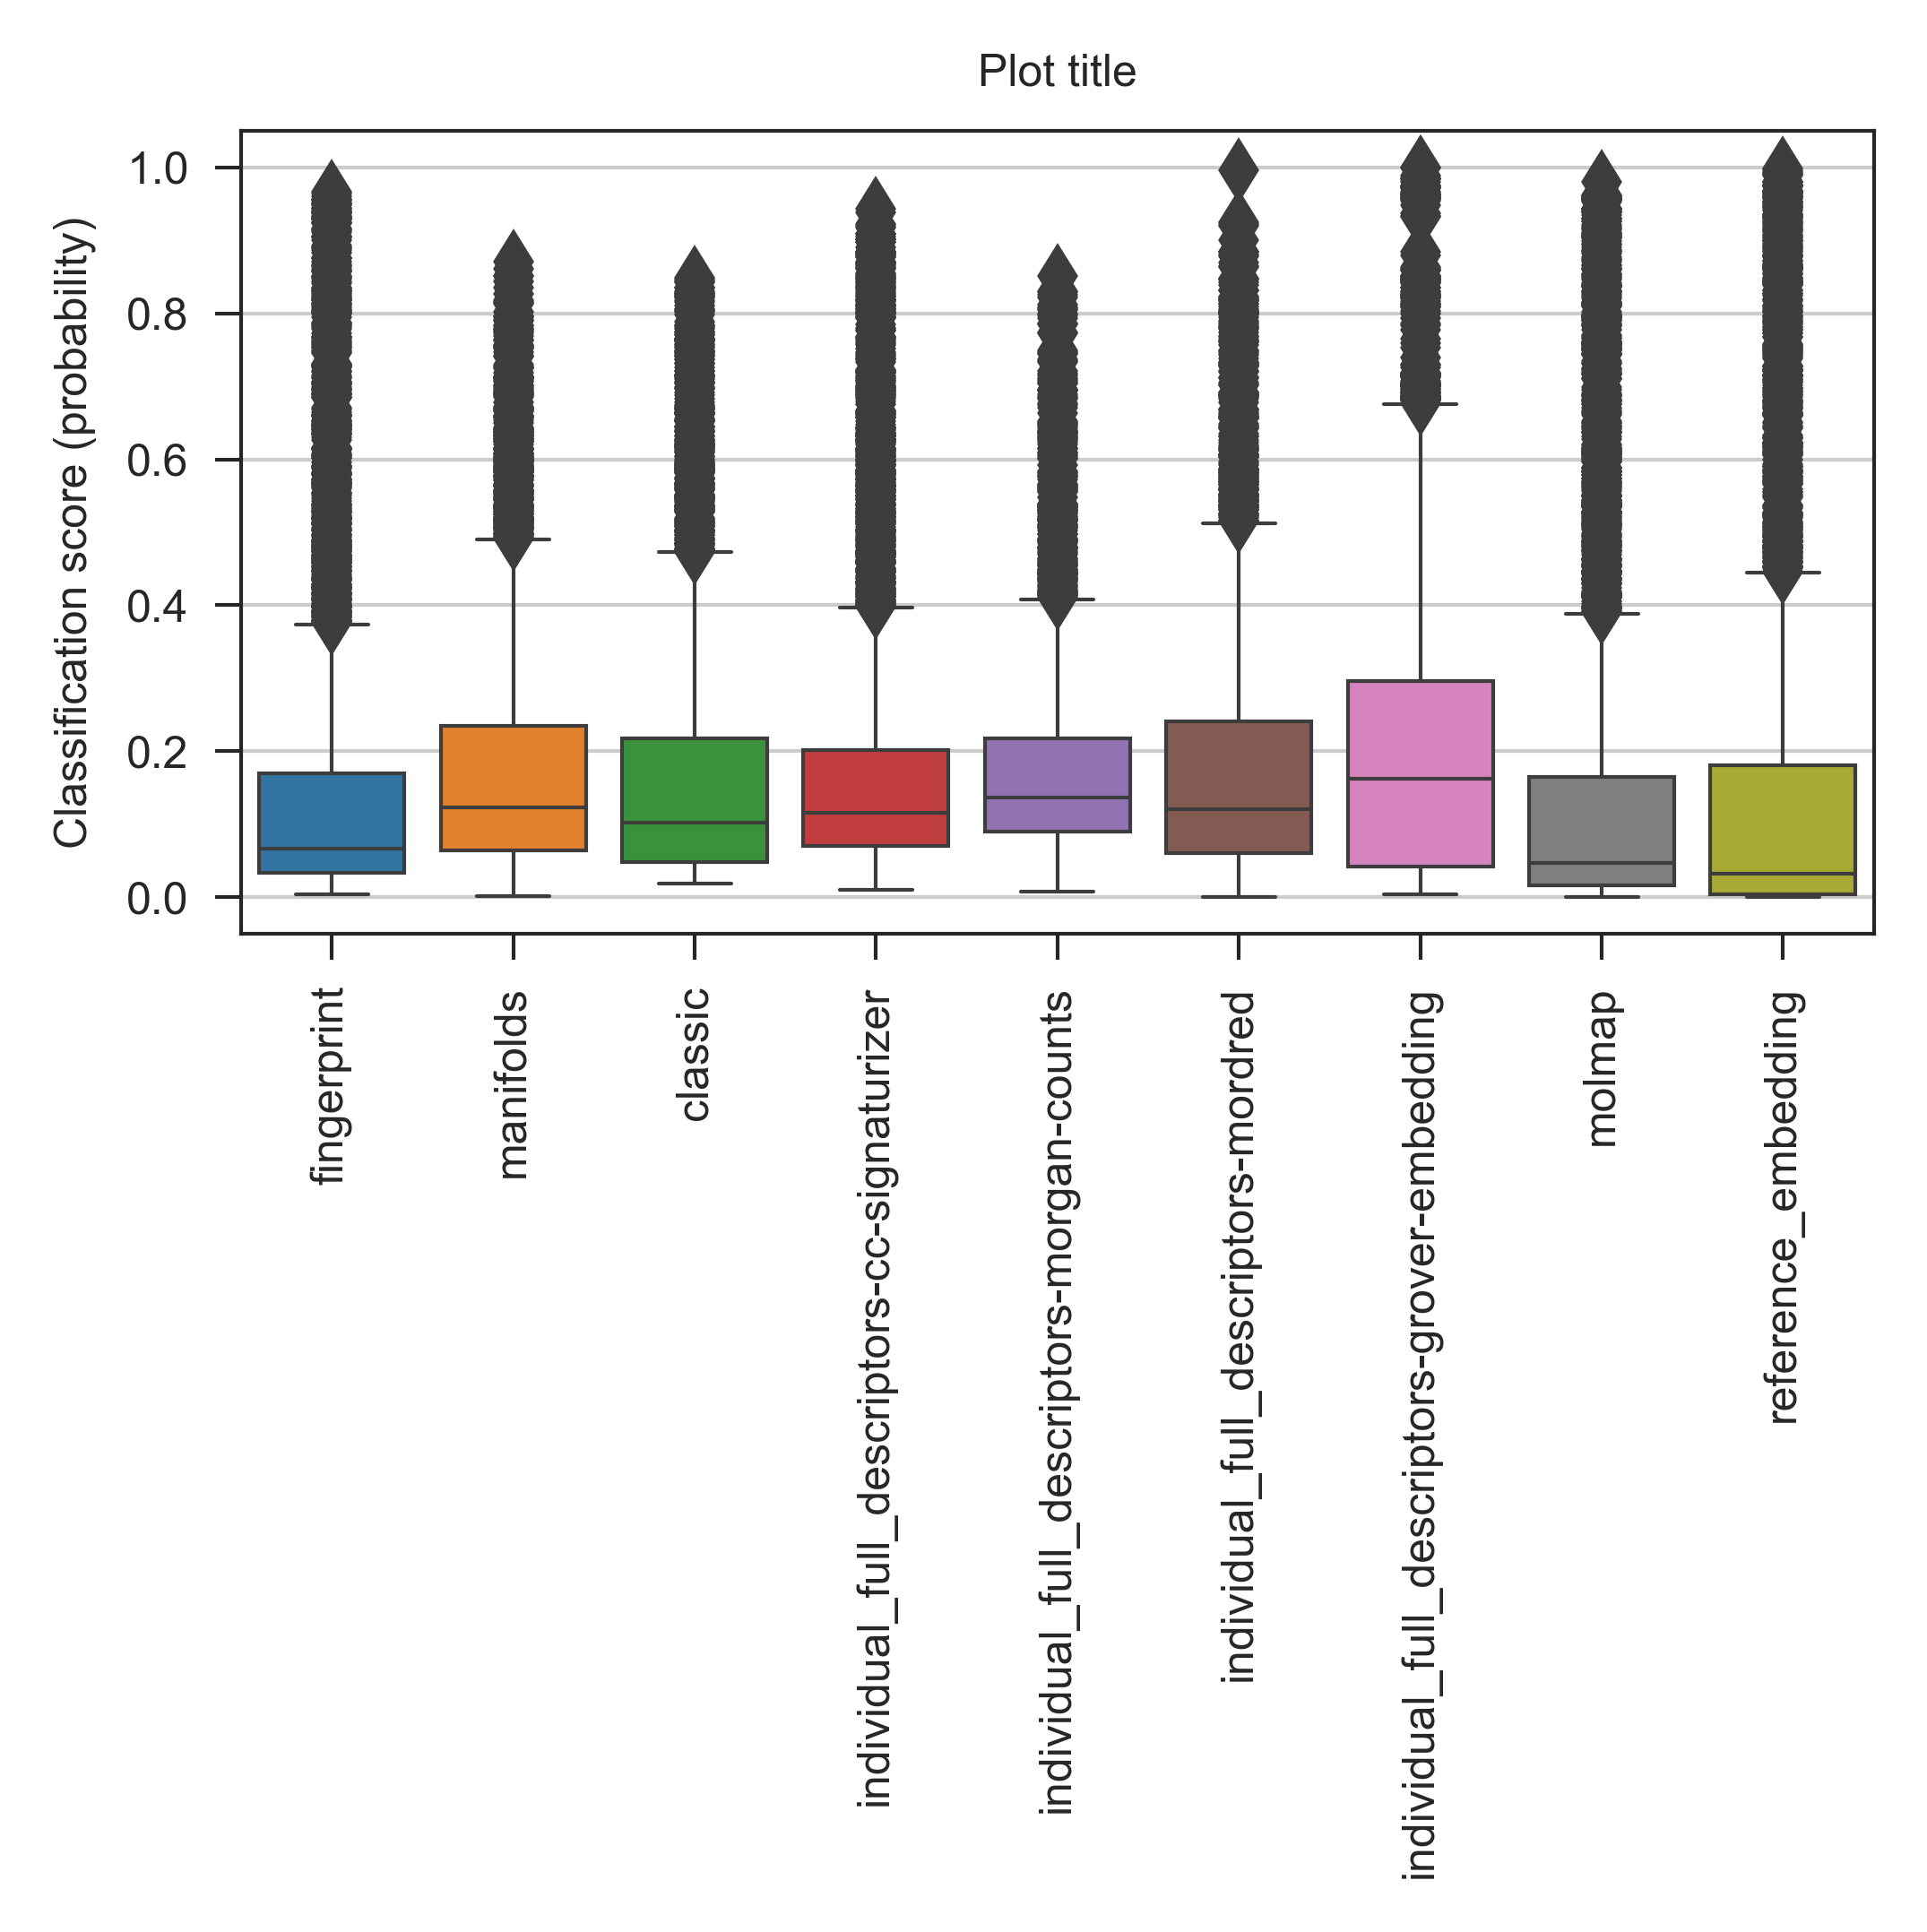 Plot title
Classification score (probability)
1.0
0.8
0.6
0.4
0.2
0.0
fingerprint
manifolds
classic
individual_full_descriptors-cc-signaturizer
individual_full_descriptors-morgan-counts
individual_full_descriptors-mordred
individual_full_descriptors-grover-embedding
molmap
reference_embedding